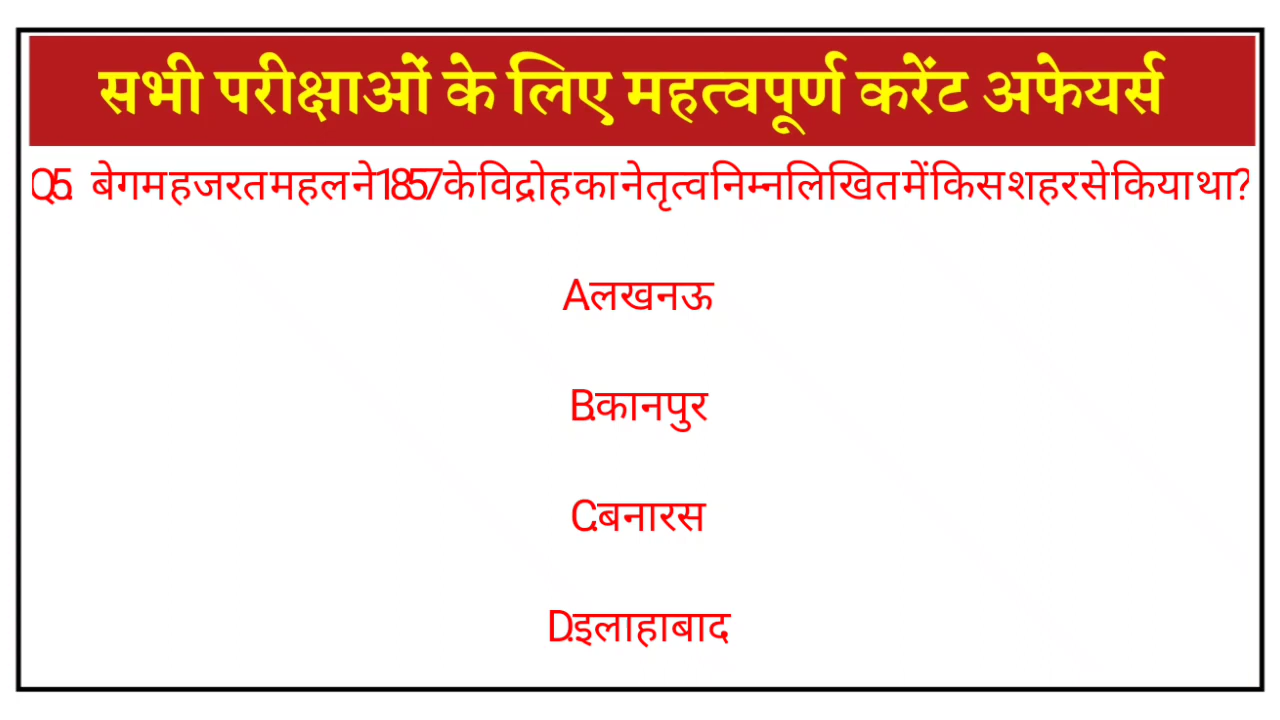 सभी परीक्षाओं के लिए महत्वपूर्ण करेंट अफेयर्स
Q5. बेगम हजरत महल ने 1857 के विद्रोह का नेतृत्व निम्नलिखित में किस शहर से किया था?
A.लखनऊ
B.कानपुर
C.बनारस
D.इलाहाबाद